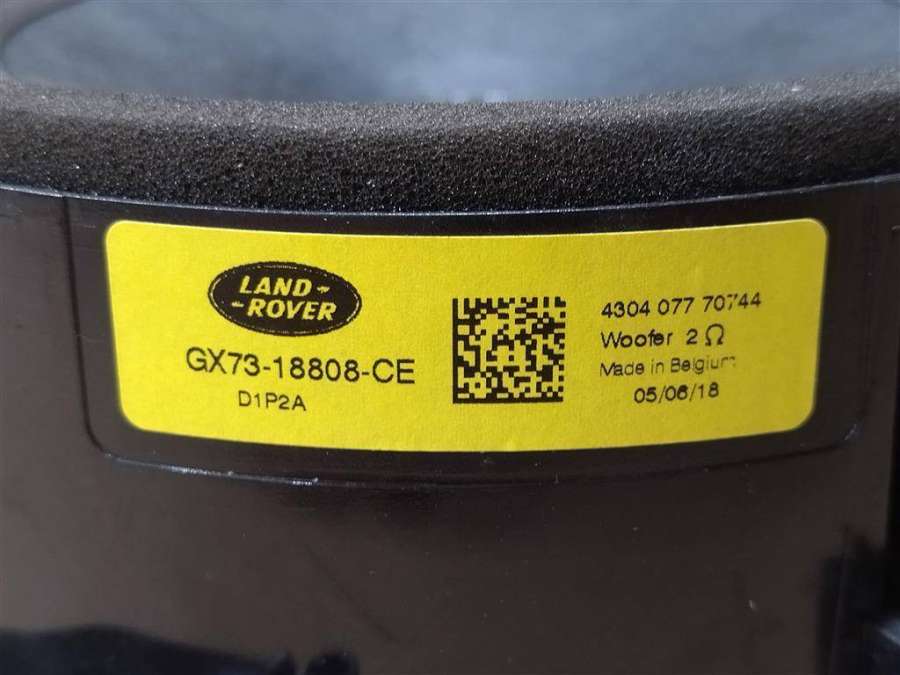 LAND-
-ROVER
GX73-18808-CE
D1P2A
4304 077 70744
Woofer 2 Ω
Made in Belgium
05/06/18